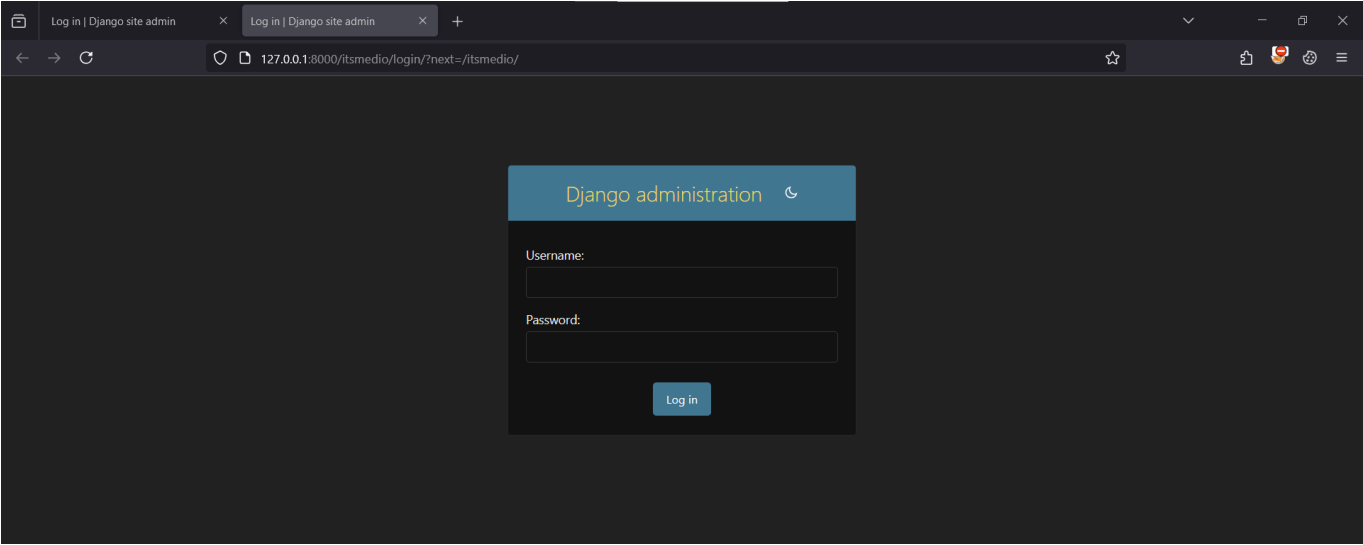 Log in | Django site admin
Log in | Django site admin
127.0.0.1:8000/itsmedio/login/?next=/itsmedio/
Django administration
Username:
Password:
Log in